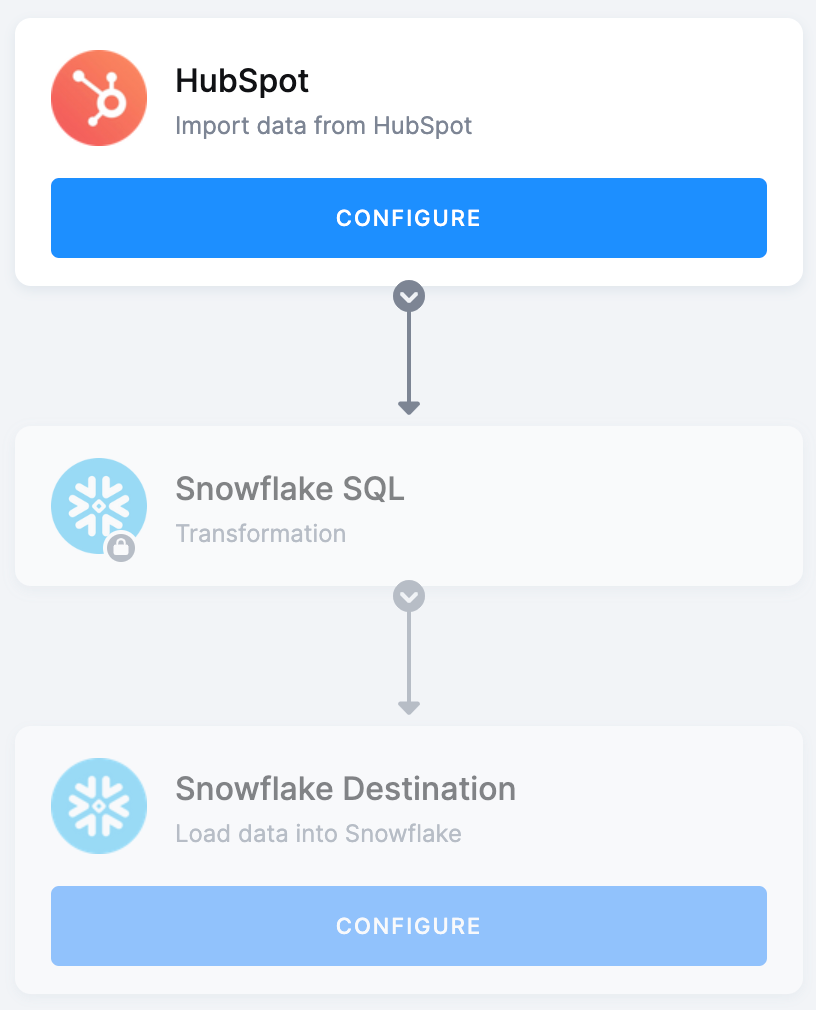 HubSpot
Import data from HubSpot
CONFIGURE
Snowflake SQL
Transformation
Snowflake Destination
Load data into Snowflake
CONFIGURE